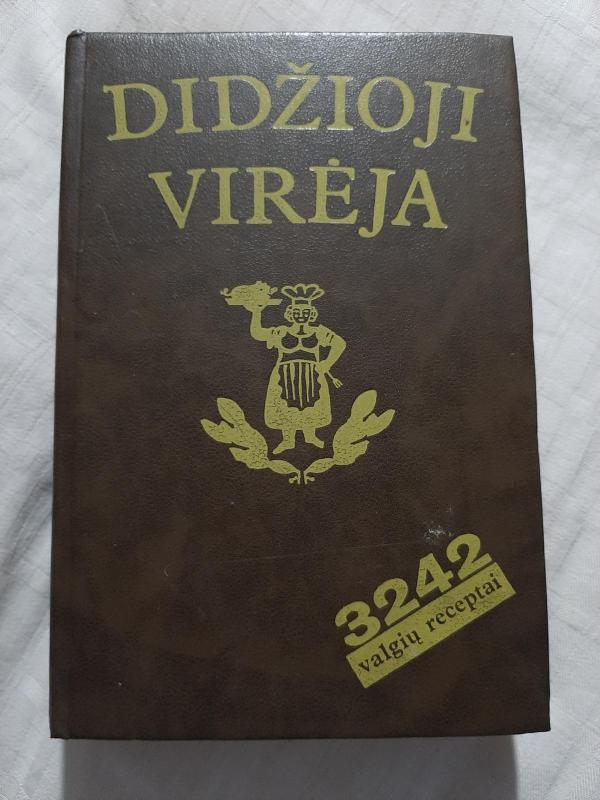 DIDŽIOJI
VIRĖJA
3242
valgių receptai